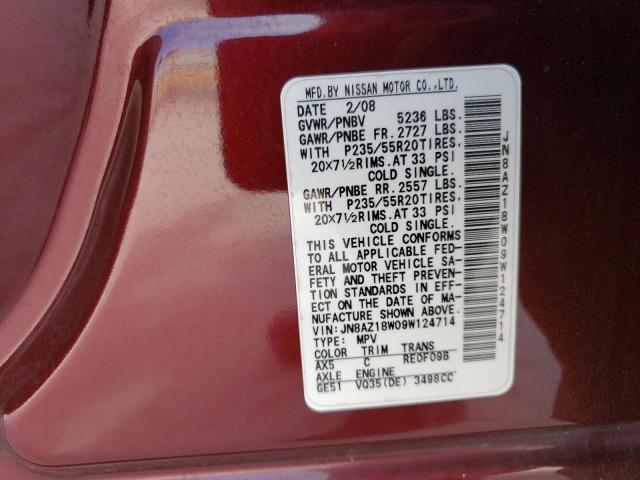 MFD.BY NISSAN MOTOR CO.,LTD.
DATE 2/08
GVWR/PNBV 5236 LBS.
GAWR/PNBE FR. 2727 LBS.
WITH P235/55R20TIRES,
20×7½RIMS.AT 33 PSI
COLD SINGLE.
GAWR/PNBE RR. 2557 LBS.
WITH P235/55R20TIRES,
20×7½RIMS.AT 33 PSI
COLD SINGLE.
THIS VEHICLE CONFORMS
TO ALL APPLICABLE FED-
ERAL MOTOR VEHICLE SA-
FETY AND THEFT PREVEN-
TION STANDARDS IN EFF-
ECT ON THE DATE OF MA-
NUFACTURE SHOWN ABOVE.
VIN: JN8AZ18W09W124714
TYPE: MPV
COLOR TRIM TRANS
AX5 C RE0F09B
AXLE ENGINE
GE51 VQ35(DE) 3498CC
JN8AZ18W09W124714